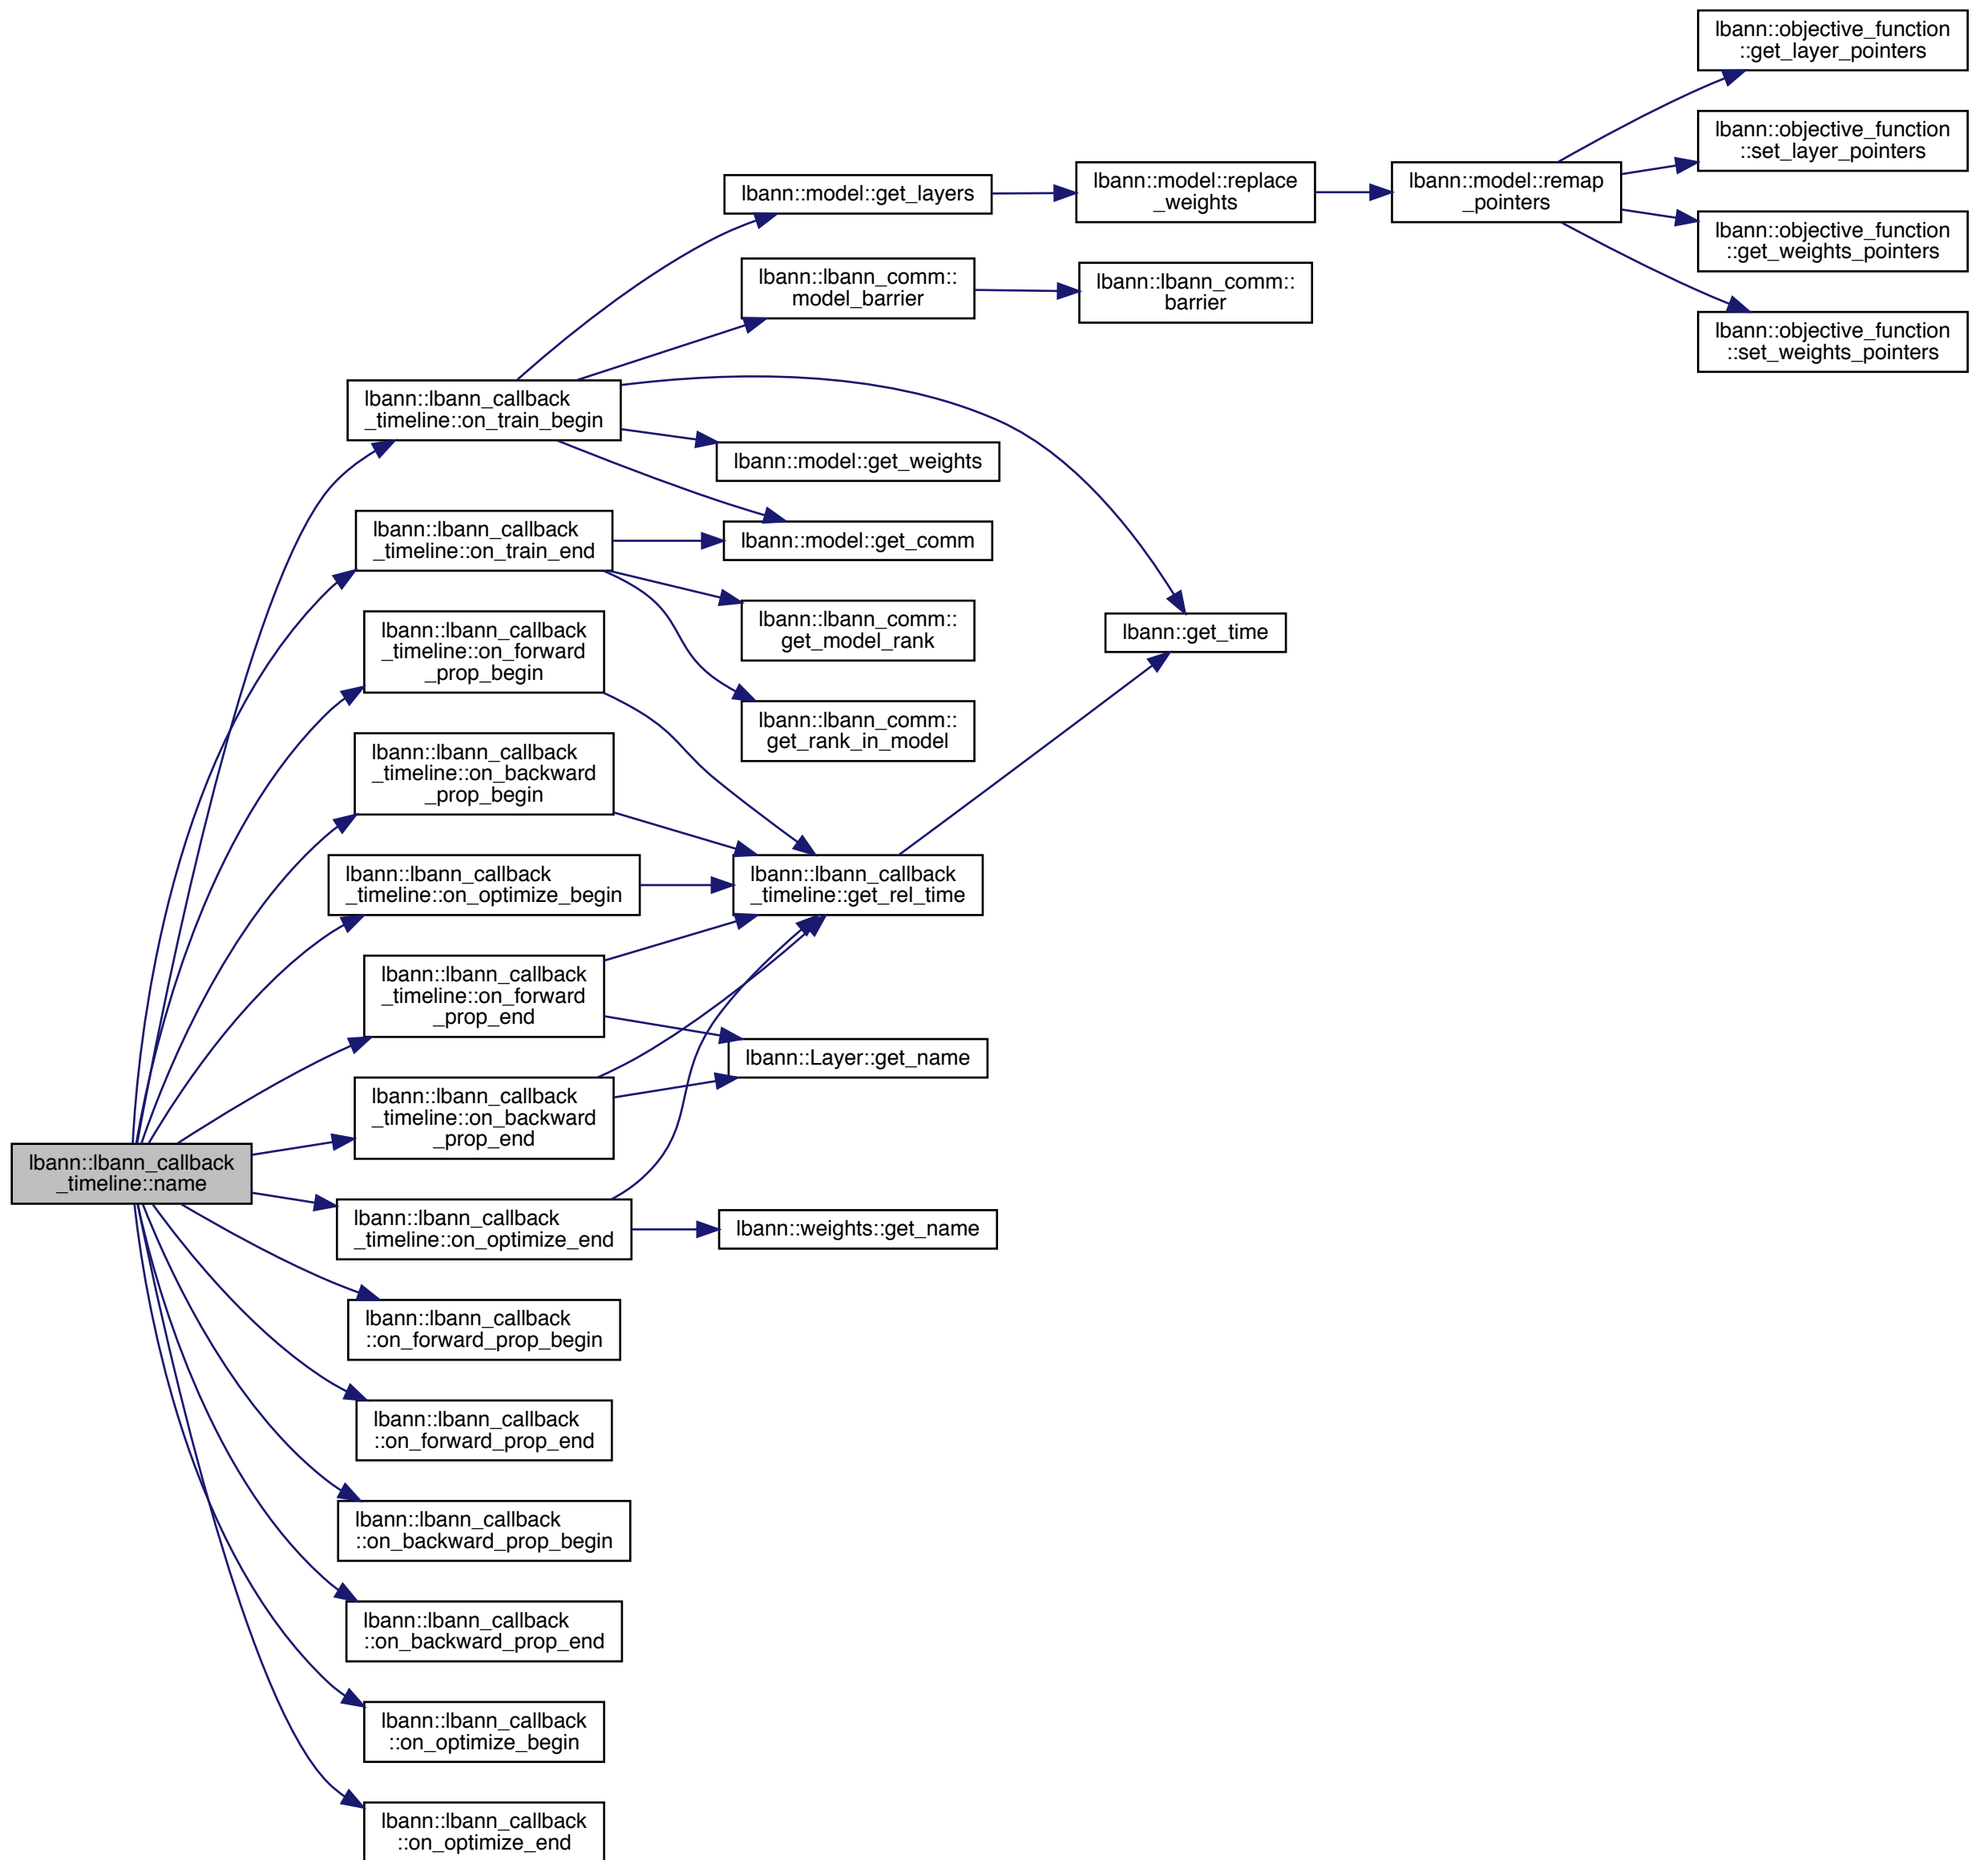 lbann::objective_function
::get_layer_pointers
lbann::objective_function
::set_layer_pointers
lbann::model::get_layers
lbann::model::replace
_weights
lbann::model::remap
_pointers
lbann::objective_function
::get_weights_pointers
lbann::lbann_comm::
model_barrier
lbann::lbann_comm::
barrier
lbann::objective_function
::set_weights_pointers
lbann::lbann_callback
_timeline::on_train_begin
lbann::model::get_weights
lbann::lbann_callback
_timeline::on_train_end
lbann::model::get_comm
lbann::lbann_callback
_timeline::on_forward
_prop_begin
lbann::lbann_comm::
get_model_rank
lbann::get_time
lbann::lbann_comm::
get_rank_in_model
lbann::lbann_callback
_timeline::on_backward
_prop_begin
lbann::lbann_callback
_timeline::on_optimize_begin
lbann::lbann_callback
_timeline::get_rel_time
lbann::lbann_callback
_timeline::on_forward
_prop_end
lbann::Layer::get_name
lbann::lbann_callback
_timeline::on_backward
_prop_end
lbann::lbann_callback
_timeline::name
lbann::lbann_callback
_timeline::on_optimize_end
lbann::weights::get_name
lbann::lbann_callback
::on_forward_prop_begin
lbann::lbann_callback
::on_forward_prop_end
lbann::lbann_callback
::on_backward_prop_begin
lbann::lbann_callback
::on_backward_prop_end
lbann::lbann_callback
::on_optimize_begin
lbann::lbann_callback
::on_optimize_end